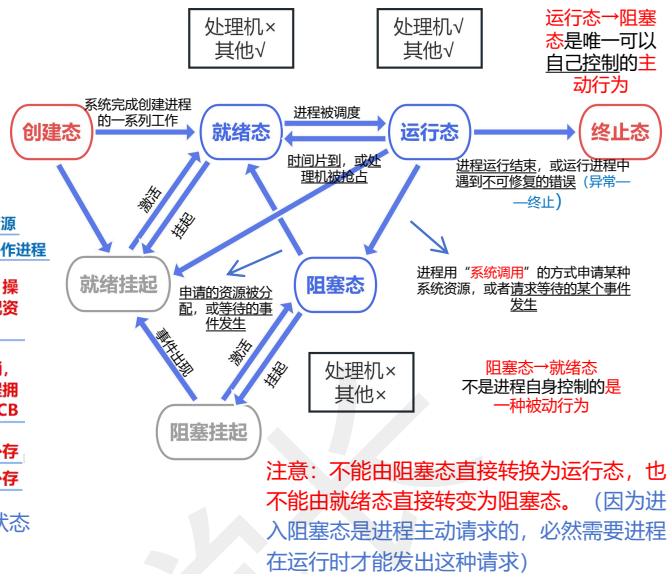 处理机×
其他√
处理机√
其他√
运行态→阻塞
态是唯一可以
自己控制的主
动行为
创建态
系统完成创建进程
的一系列工作
就绪态
进程被调度
运行态
终止态
时间片到，或处
理机被抢占
进程运行结束，或运行进程中
遇到不可修复的错误（异常—
—终止）
源
作进程
操
资
激活
挂起
就绪挂起
申请的资源被分
配，或等待的事
件发生
阻塞态
进程用“系统调用”的方式申请某种
系统资源，或者请求等待的某个事件
发生
事件出现
激活
挂起
处理机×
其他×
阻塞态→就绪态
不是进程自身控制的是
一种被动行为
拥
CB
存
存
阻塞挂起
状态
注意：不能由阻塞态直接转换为运行态，也
不能由就绪态直接转变为阻塞态。（因为进
入阻塞态是进程主动请求的，必然需要进程
在运行时才能发出这种请求）